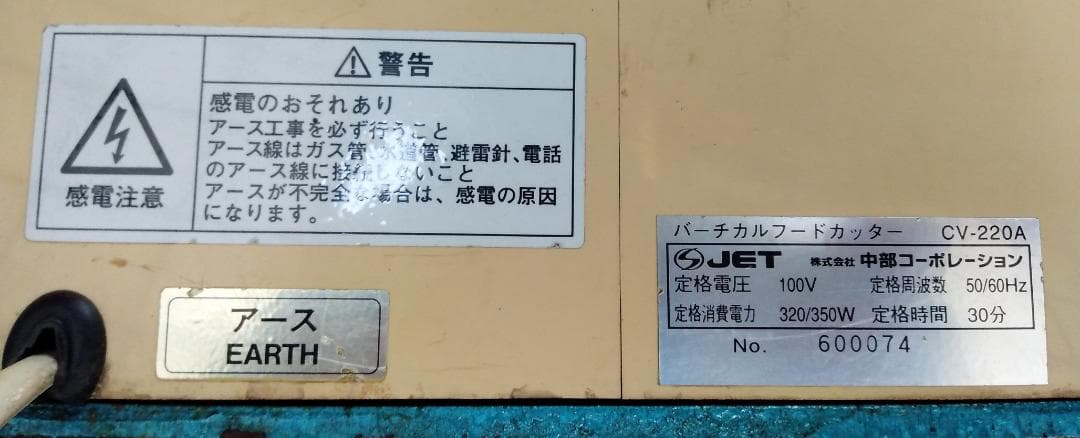 警告
感電注意
感電のおそれあり
アース工事を必ず行うこと
アース線はガス管、水道管、避雷針、電話
のアース線に接続しないこと
アースが不完全な場合は、感電の原因
になります。
アース
EARTH
バーチカルフードカッター CV-220A
JET 株式会社 中部コーポレーション
定格電圧 100V 定格周波数 50/60Hz
定格消費電力 320/350W 定格時間 30分
No. 600074